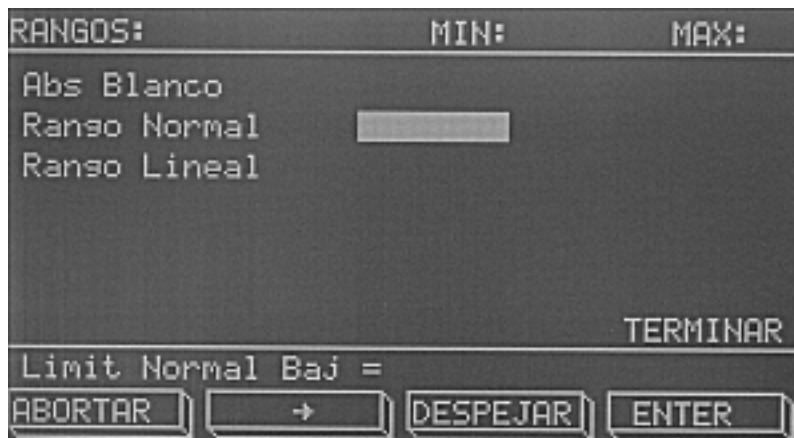 RANGOS: MIN: MAX:
Abs Blanco
Rango Normal
Rango Lineal
TERMINAR
Limit Normal Baj =
ABORTAR → DESPEJAR ENTER